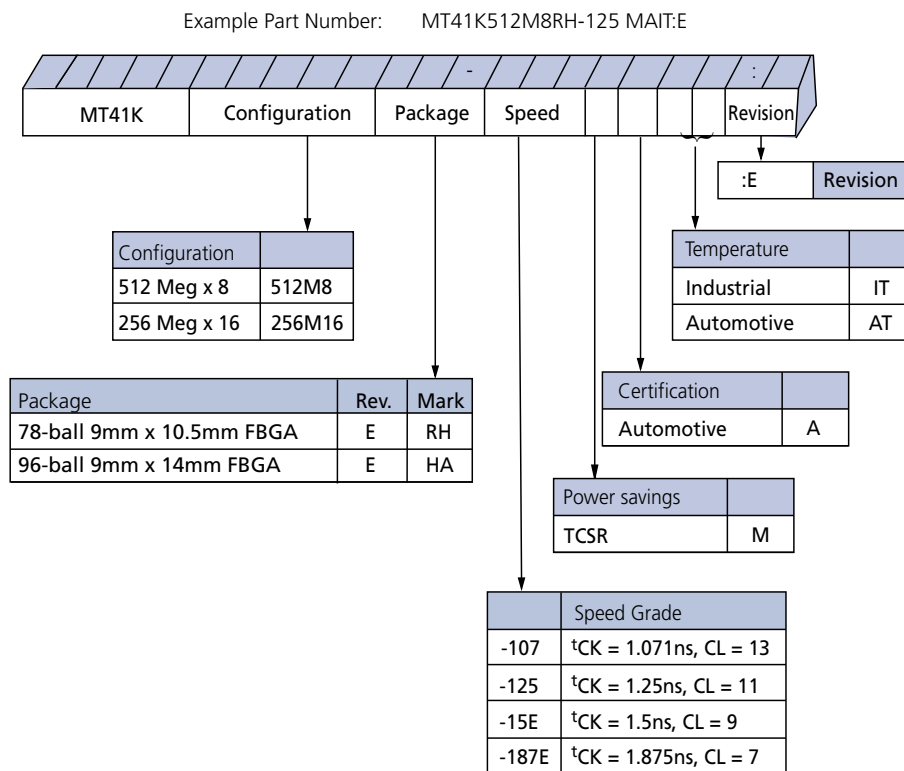 Example Part Number: MT41K512M8RH-125 MAIT:E
- :
MT41K Configuration Package Speed Revision
:E Revision
Configuration
512 Meg x 8 512M8
256 Meg x 16 256M16
Temperature
Industrial IT
Automotive AT
Package Rev. Mark
78-ball 9mm x 10.5mm FBGA E RH
96-ball 9mm x 14mm FBGA E HA
Certification
Automotive A
Power savings
TCSR M
Speed Grade
-107 tCK = 1.071ns, CL = 13
-125 tCK = 1.25ns, CL = 11
-15E tCK = 1.5ns, CL = 9
-187E tCK = 1.875ns, CL = 7